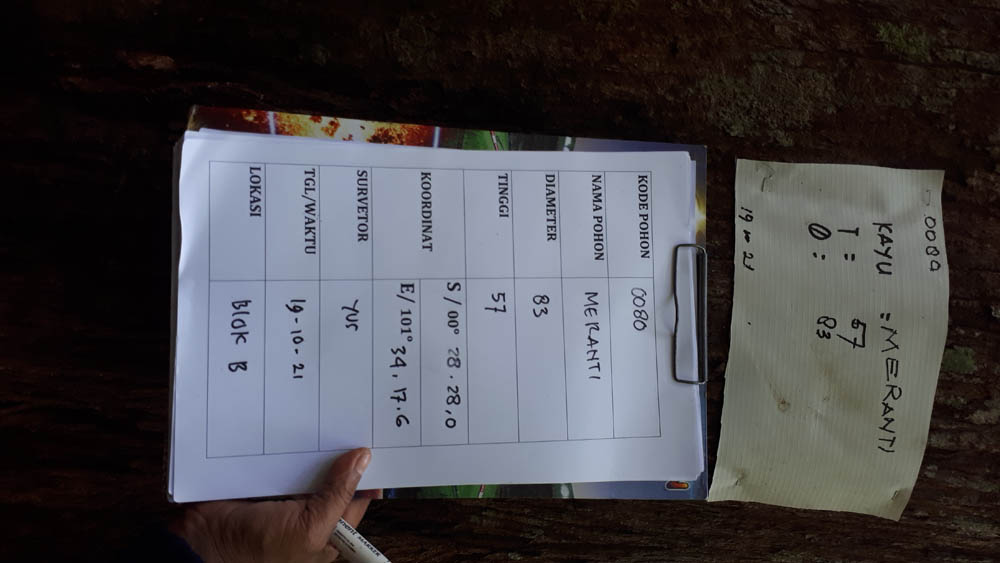 0080
KAYU = MERANTI
T = 57
Ø = 83
19 10 21
KODE POHON 0080
NAMA POHON MERANTI
DIAMETER 83
TINGGI 57
KOORDINAT
S / 00° 28.28,0
E/ 101° 34.17.6
SURVETOR YUS
TGL/WAKTU 19-10-21
LOKASI Blok B